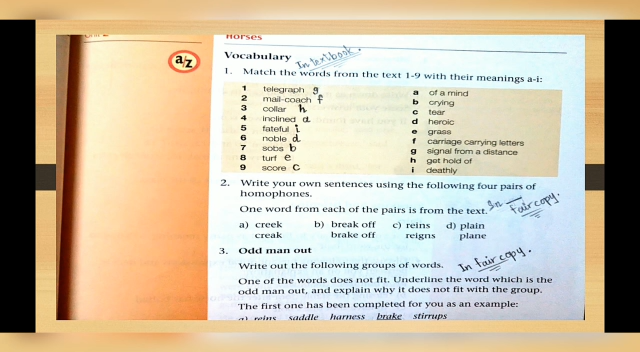 Horses
a/z
Vocabulary In textbook.
1. Match the words from the text 1-9 with their meanings a-i:
1 telegraph g
2 mail-coach f
3 collar h
4 inclined a
5 fateful i
6 noble d
7 sobs b
8 turf e
9 score c
a of a mind
b crying
c tear
d heroic
e grass
f carriage carrying letters
g signal from a distance
h get hold of
i deathly
2. Write your own sentences using the following four pairs of
homophones.
One word from each of the pairs is from the text. In fair copy.
a) creek b) break off c) reins d) plain
creak brake off reigns plane
3. Odd man out In fair copy.
Write out the following groups of words.
One of the words does not fit. Underline the word which is the
odd man out, and explain why it does not fit with the group.
The first one has been completed for you as an example:
a) reins saddle harness brake stirrups